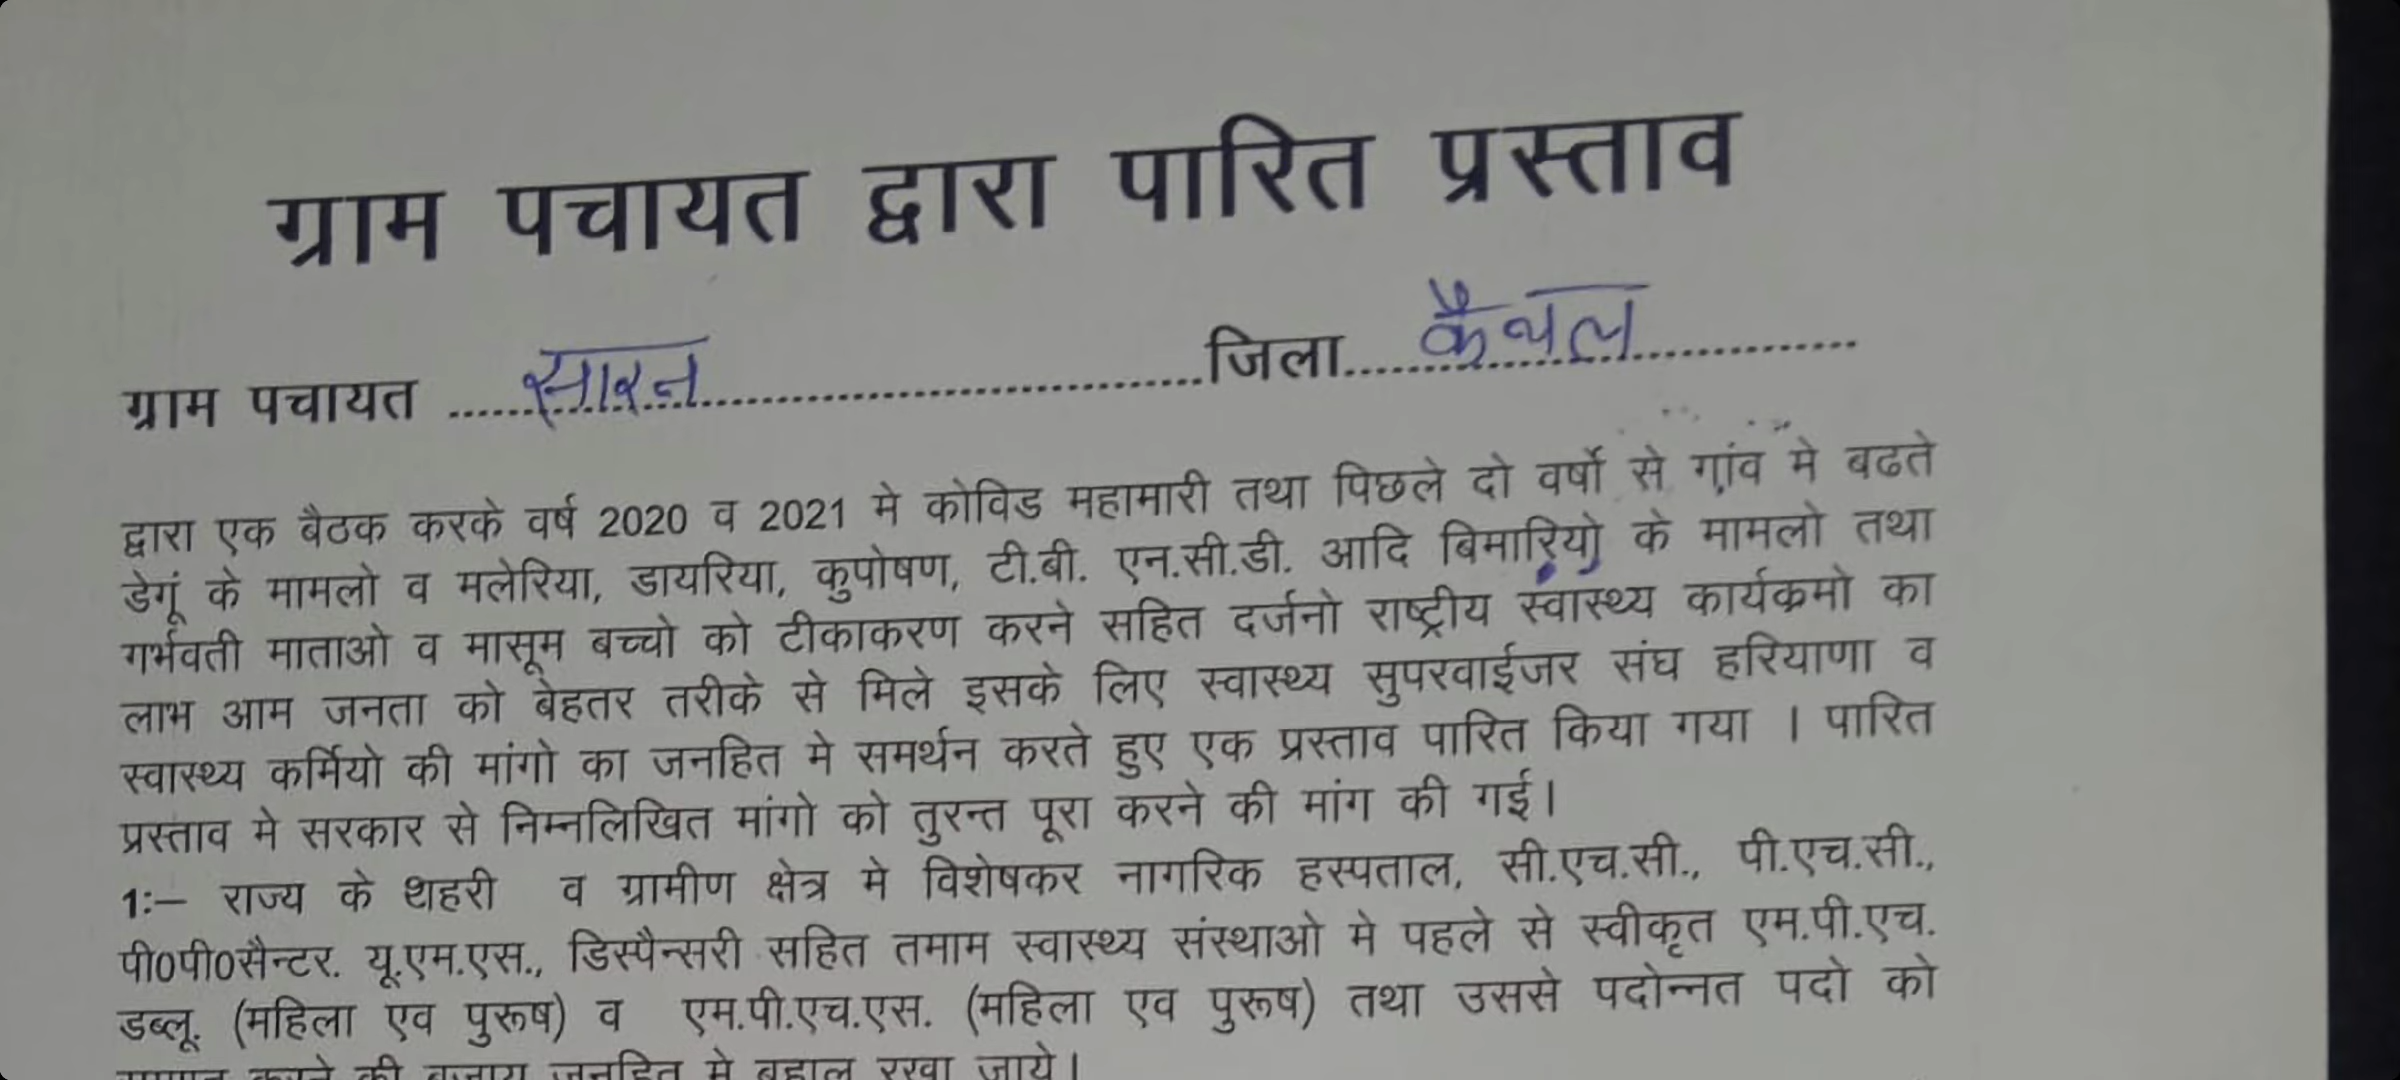 ग्राम पचायत द्वारा पारित प्रस्ताव
ग्राम पचायत ....सारन....................................जिला.....कैथल..................
द्वारा एक बैठक करके वर्ष 2020 व 2021 मे कोविड महामारी तथा पिछले दो वर्षो से गांव मे बढते
डेगूं के मामलो व मलेरिया, डायरिया, कुपोषण, टी.बी. एन.सी.डी. आदि बिमारियो के मामलो तथा
गर्भवती माताओ व मासूम बच्चो को टीकाकरण करने सहित दर्जनो राष्ट्रीय स्वास्थ्य कार्यक्रमो का
लाभ आम जनता को बेहतर तरीके से मिले इसके लिए स्वास्थ्य सुपरवाईजर संघ हरियाणा व
स्वास्थ्य कर्मियो की मांगो का जनहित मे समर्थन करते हुए एक प्रस्ताव पारित किया गया । पारित
प्रस्ताव मे सरकार से निम्नलिखित मांगो को तुरन्त पूरा करने की मांग की गई।
1:– राज्य के शहरी व ग्रामीण क्षेत्र मे विशेषकर नागरिक हस्पताल, सी.एच.सी., पी.एच.सी.,
पी0पी0सैन्टर. यू.एम.एस., डिस्पैन्सरी सहित तमाम स्वास्थ्य संस्थाओ मे पहले से स्वीकृत एम.पी.एच.
डब्लू. (महिला एव पुरूष) व एम.पी.एच.एस. (महिला एव पुरूष) तथा उससे पदोन्नत पदो को
समाप्त करने की बजाय जनहित मे बहाल रखा जाये।